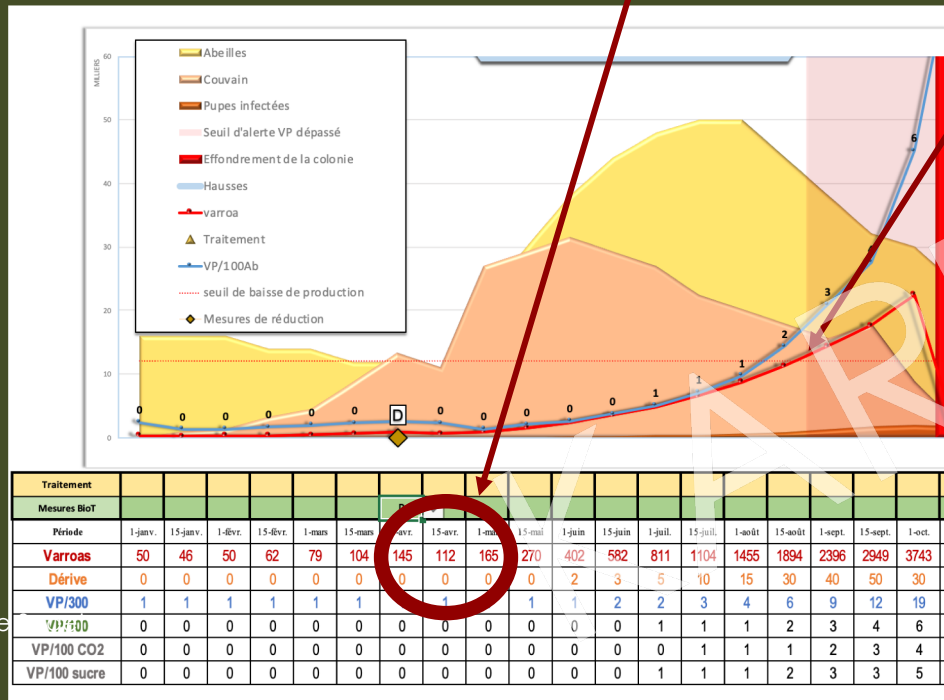 MILLIERS
60
50
40
30
20
10
0
Abeilles
Couvain
Pupes infectées
Seuil d'alerte VP dépassé
Effondrement de la colonie
Hausses
varroa
Traitement
VP/100Ab
seuil de baisse de production
Mesures de réduction
0 0 0 0 0 0 D 0 0 0 0 0 1 1 1 2 3 6
Traitement
Mesures BioT
Période 1-janv. 15-janv. 1-févr. 15-févr. 1-mars 15-mars 15-avr. 15-mai 1-juin 15-juin 1-juil. 15-juil. 1-août 15-août 1-sept. 15-sept. 1-oct.
Varroas 50 46 50 62 79 104 145 112 165 270 402 582 811 1104 1455 1894 2396 2949 3743
Dérive 0 0 0 0 0 0 0 0 0 0 2 3 5 10 15 30 40 50 30
VP/300 1 1 1 1 1 1 1 1 1 2 2 3 4 6 9 12 19
0 0 0 0 0 0 0 0 0 0 0 0 1 1 1 2 3 4 6
VP/100 CO2 0 0 0 0 0 0 0 0 0 0 0 0 0 1 1 1 2 3 4
VP/100 sucre 0 0 0 0 0 0 0 0 0 0 0 0 1 1 1 2 3 3 5